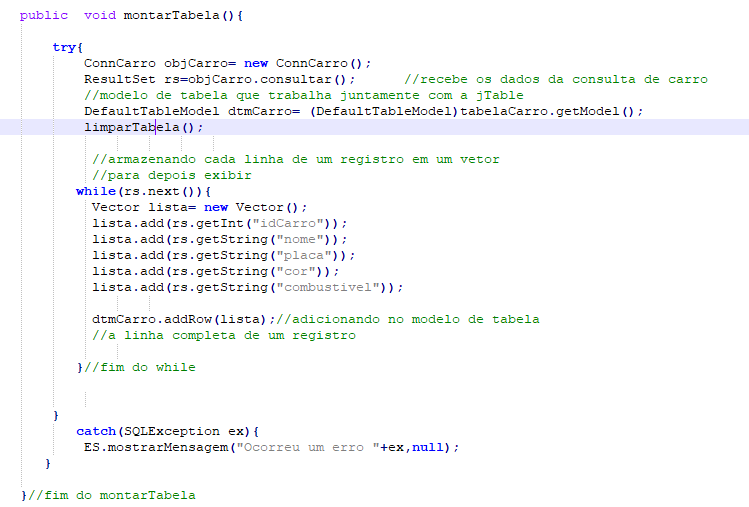 public  void montarTabela(){
try{
ConnCarro objCarro= new ConnCarro();
ResultSet rs=objCarro.consultar();      //recebe os dados da consulta de carro
//modelo de tabela que trabalha juntamente com a jTable
DefaultTableModel dtmCarro= (DefaultTableModel)tabelaCarro.getModel();
limparTabela();
//armazenando cada linha de um registro em um vetor
//para depois exibir
while(rs.next()){
Vector lista= new Vector();
lista.add(rs.getInt("idCarro"));
lista.add(rs.getString("nome"));
lista.add(rs.getString("placa"));
lista.add(rs.getString("cor"));
lista.add(rs.getString("combustivel"));
dtmCarro.addRow(lista);//adicionando no modelo de tabela
//a linha completa de um registro
}//fim do while
}
catch(SQLException ex){
ES.mostrarMensagem("Ocorreu um erro "+ex,null);
}
}//fim do montarTabela